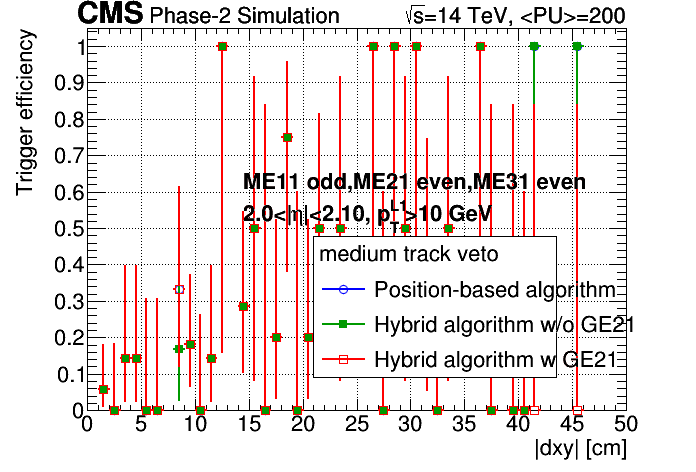 CMS Phase-2 Simulation √s=14 TeV, <PU>=200
Trigger efficiency
1
0.9
0.8
0.7
0.6
0.5
0.4
0.3
0.2
0.1
0
ME11 odd,ME21 even,ME31 even
2.0<|η|<2.10, p_T^L1>10 GeV
medium track veto
Position-based algorithm
Hybrid algorithm w/o GE21
Hybrid algorithm w GE21
0 5 10 15 20 25 30 35 40 45 50
|dxy| [cm]